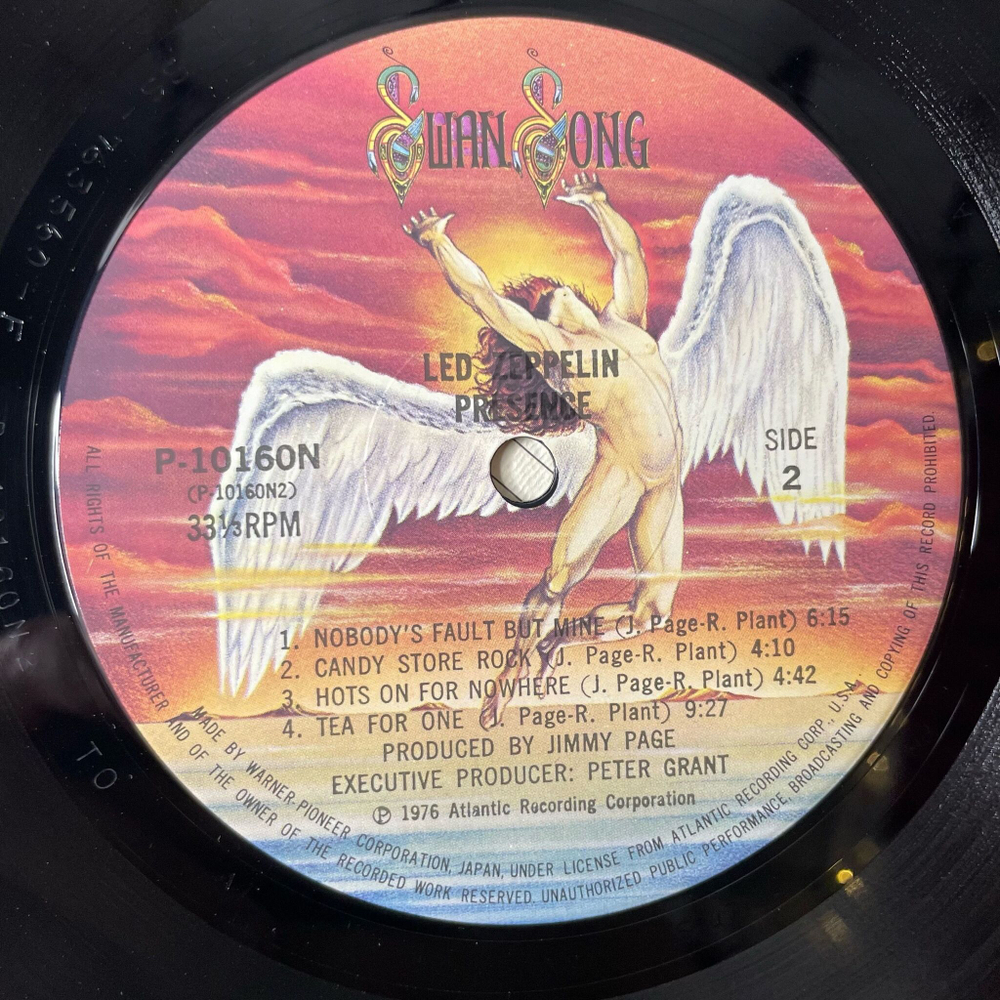 SWAN SONG
LED ZEPPELIN
PRESENCE
P-10160N
(P-10160N2)
33⅓RPM
SIDE
2
1. NOBODY'S FAULT BUT MINE (J. Page-R. Plant) 6:15
2. CANDY STORE ROCK (J. Page-R. Plant) 4:10
3. HOTS ON FOR NOWHERE (J. Page-R. Plant) 4:42
4. TEA FOR ONE (J. Page-R. Plant) 9:27
PRODUCED BY JIMMY PAGE
EXECUTIVE PRODUCER: PETER GRANT
Ⓟ 1976 Atlantic Recording Corporation
MADE BY WARNER-PIONEER CORPORATION, JAPAN, UNDER LICENSE FROM ATLANTIC RECORDING CORP., U.S.A.
ALL RIGHTS OF THE MANUFACTURER AND OF THE OWNER OF THE RECORDED WORK RESERVED. UNAUTHORIZED PUBLIC PERFORMANCE, BROADCASTING AND COPYING OF THIS RECORD PROHIBITED.
763560-F
TO